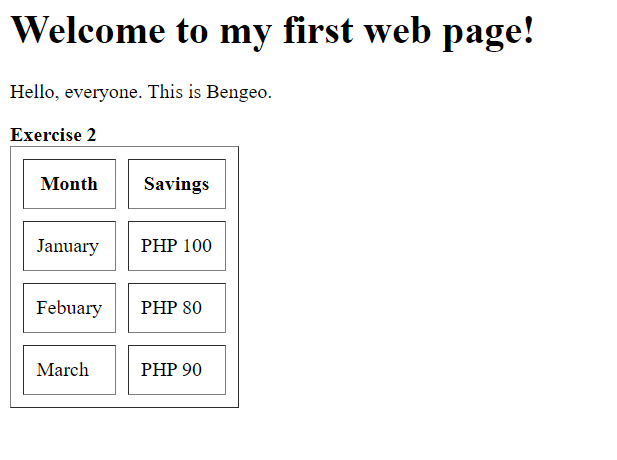 Welcome to my first web page!
Hello, everyone. This is Bengeo.
Exercise 2
Month Savings
January PHP 100
Febuary PHP 80
March PHP 90